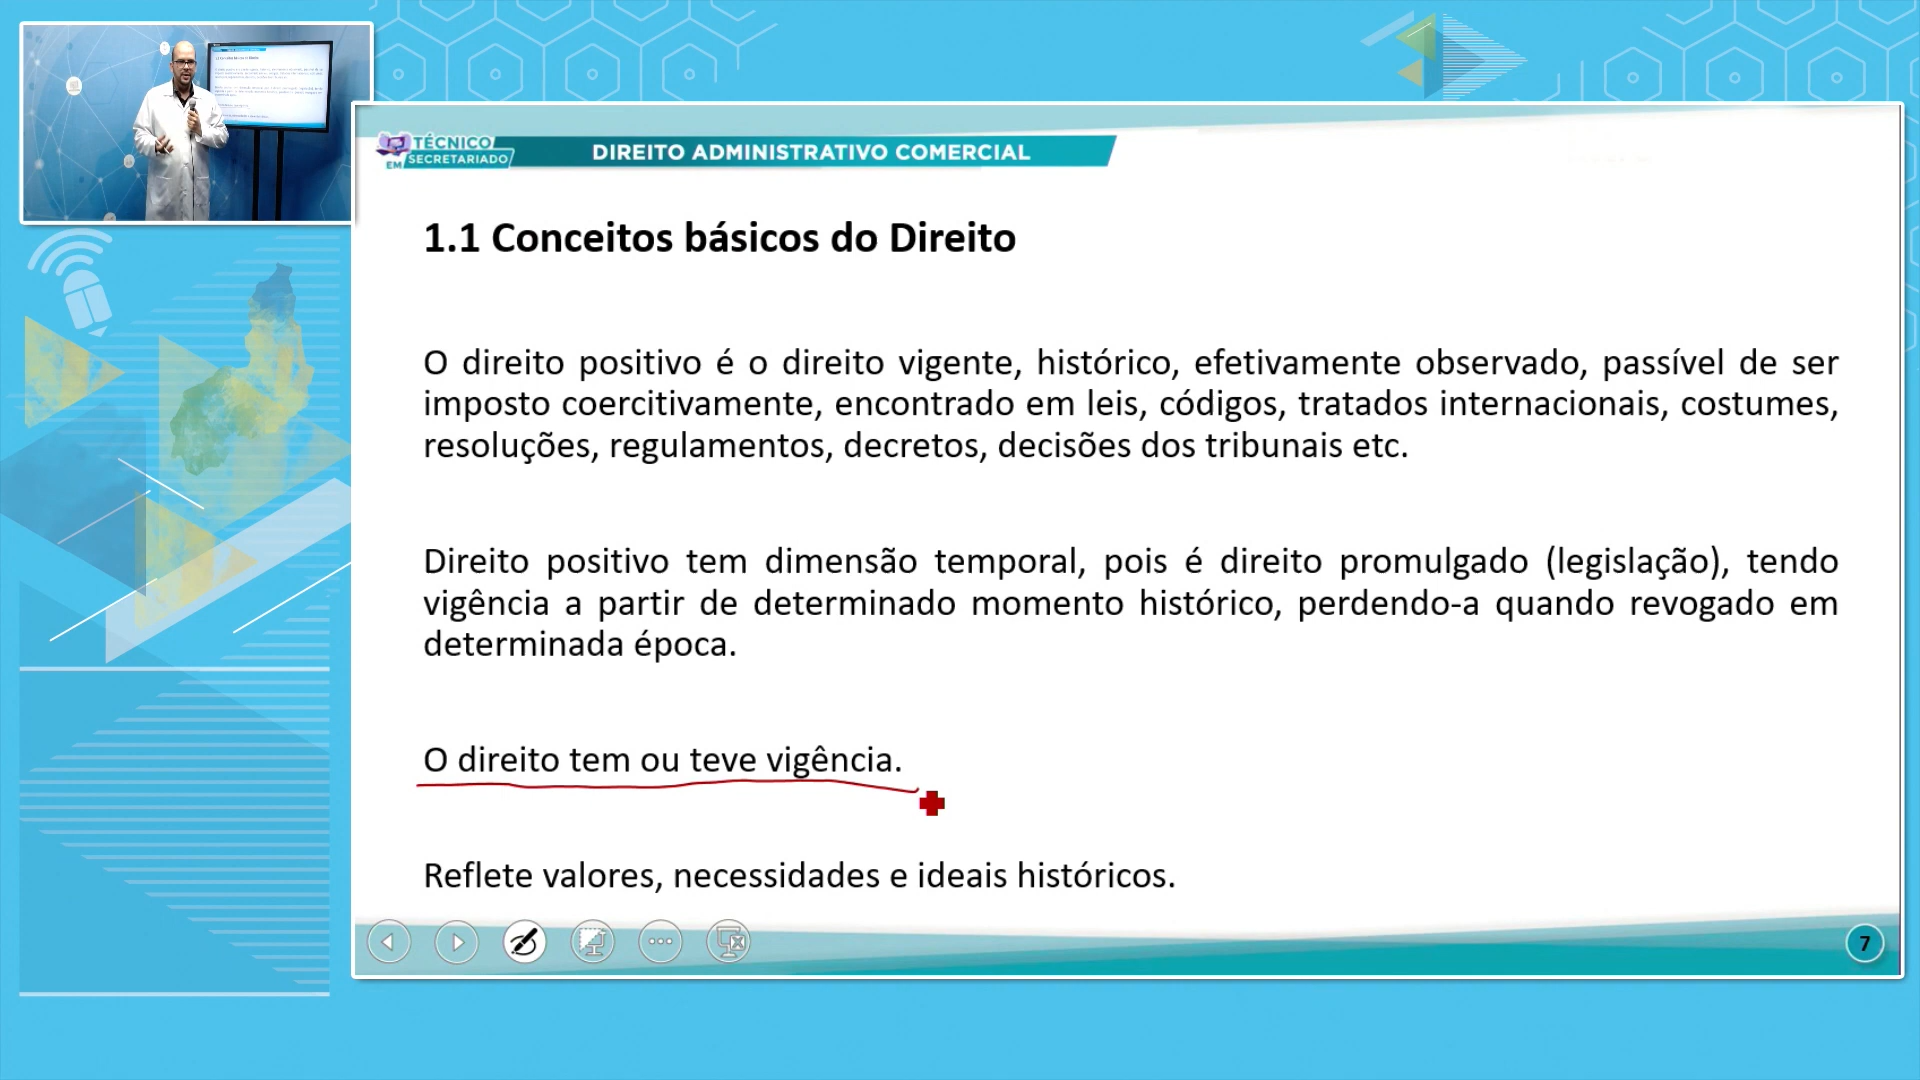 TÉCNICO
EM SECRETARIADO
DIREITO ADMINISTRATIVO COMERCIAL
1.1 Conceitos básicos do Direito
O direito positivo é o direito vigente, histórico, efetivamente observado, passível de ser
imposto coercitivamente, encontrado em leis, códigos, tratados internacionais, costumes,
resoluções, regulamentos, decretos, decisões dos tribunais etc.
Direito positivo tem dimensão temporal, pois é direito promulgado (legislação), tendo
vigência a partir de determinado momento histórico, perdendo-a quando revogado em
determinada época.
O direito tem ou teve vigência.
Reflete valores, necessidades e ideais históricos.
7